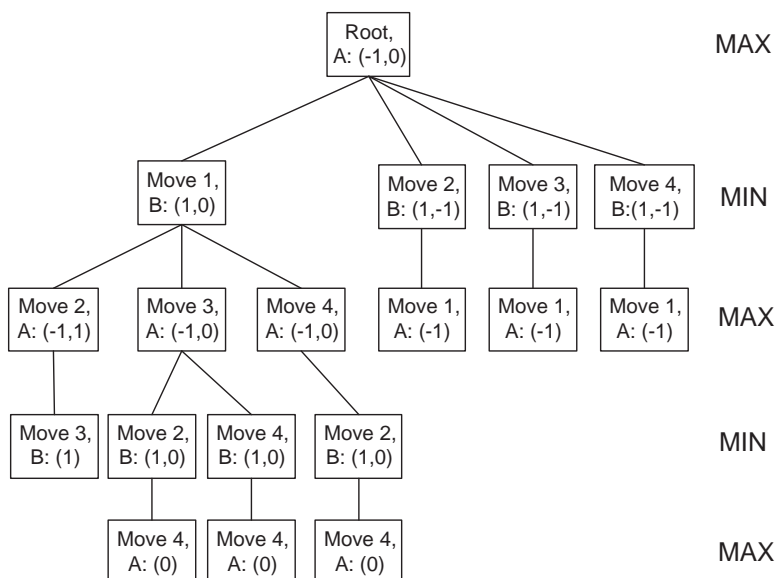 Root,
A: (-1,0)
MAX
Move 1,
B: (1,0)
Move 2,
B: (1,-1)
Move 3,
B: (1,-1)
Move 4,
B:(1,-1)
MIN
Move 2,
A: (-1,1)
Move 3,
A: (-1,0)
Move 4,
A: (-1,0)
Move 1,
A: (-1)
Move 1,
A: (-1)
Move 1,
A: (-1)
MAX
Move 3,
B: (1)
Move 2,
B: (1,0)
Move 4,
B: (1,0)
Move 2,
B: (1,0)
MIN
Move 4,
A: (0)
Move 4,
A: (0)
Move 4,
A: (0)
MAX